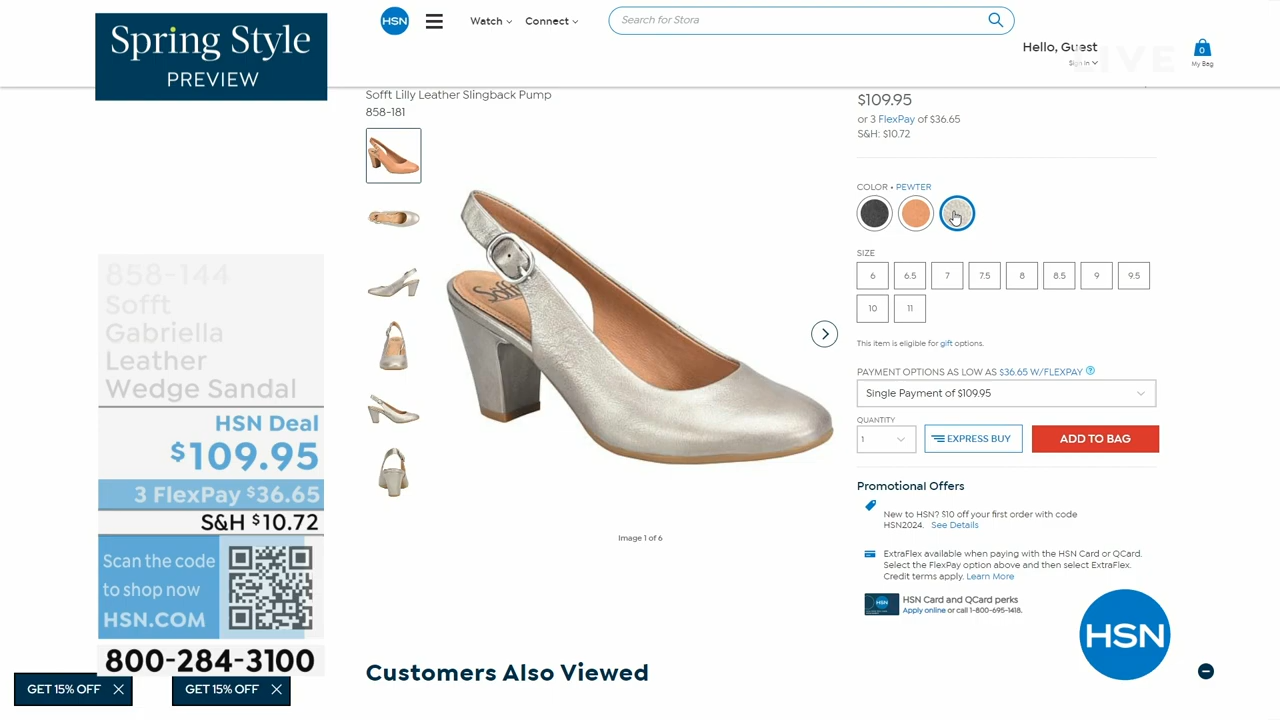 Spring Style
PREVIEW
HSN
Watch
Connect
Search for Stora
Hello, Guest
Sign In
LIVE
0
My Bag
Sofft Lilly Leather Slingback Pump
858-181
$109.95
or 3 FlexPay of $36.65
S&H: $10.72
COLOR • PEWTER
SIZE
6
6.5
7
7.5
8
8.5
9
9.5
10
11
This item is eligible for gift options.
PAYMENT OPTIONS AS LOW AS $36.65 W/FLEXPAY ?
Single Payment of $109.95
QUANTITY
1
EXPRESS BUY
ADD TO BAG
Promotional Offers
New to HSN? $10 off your first order with code
HSN2024. See Details
ExtraFlex available when paying with the HSN Card or QCard.
Select the FlexPay option above and then select ExtraFlex.
Credit terms apply. Learn More
HSN
HSN Card and QCard perks
Apply online or call 1-800-695-1418.
HSN
Söfft
Image 1 of 6
858-144
Sofft
Gabriella
Leather
Wedge Sandal
HSN Deal
$109.95
3 FlexPay $36.65
S&H $10.72
Scan the code
to shop now
HSN.COM
800-284-3100
GET 15% OFF
GET 15% OFF
Customers Also Viewed